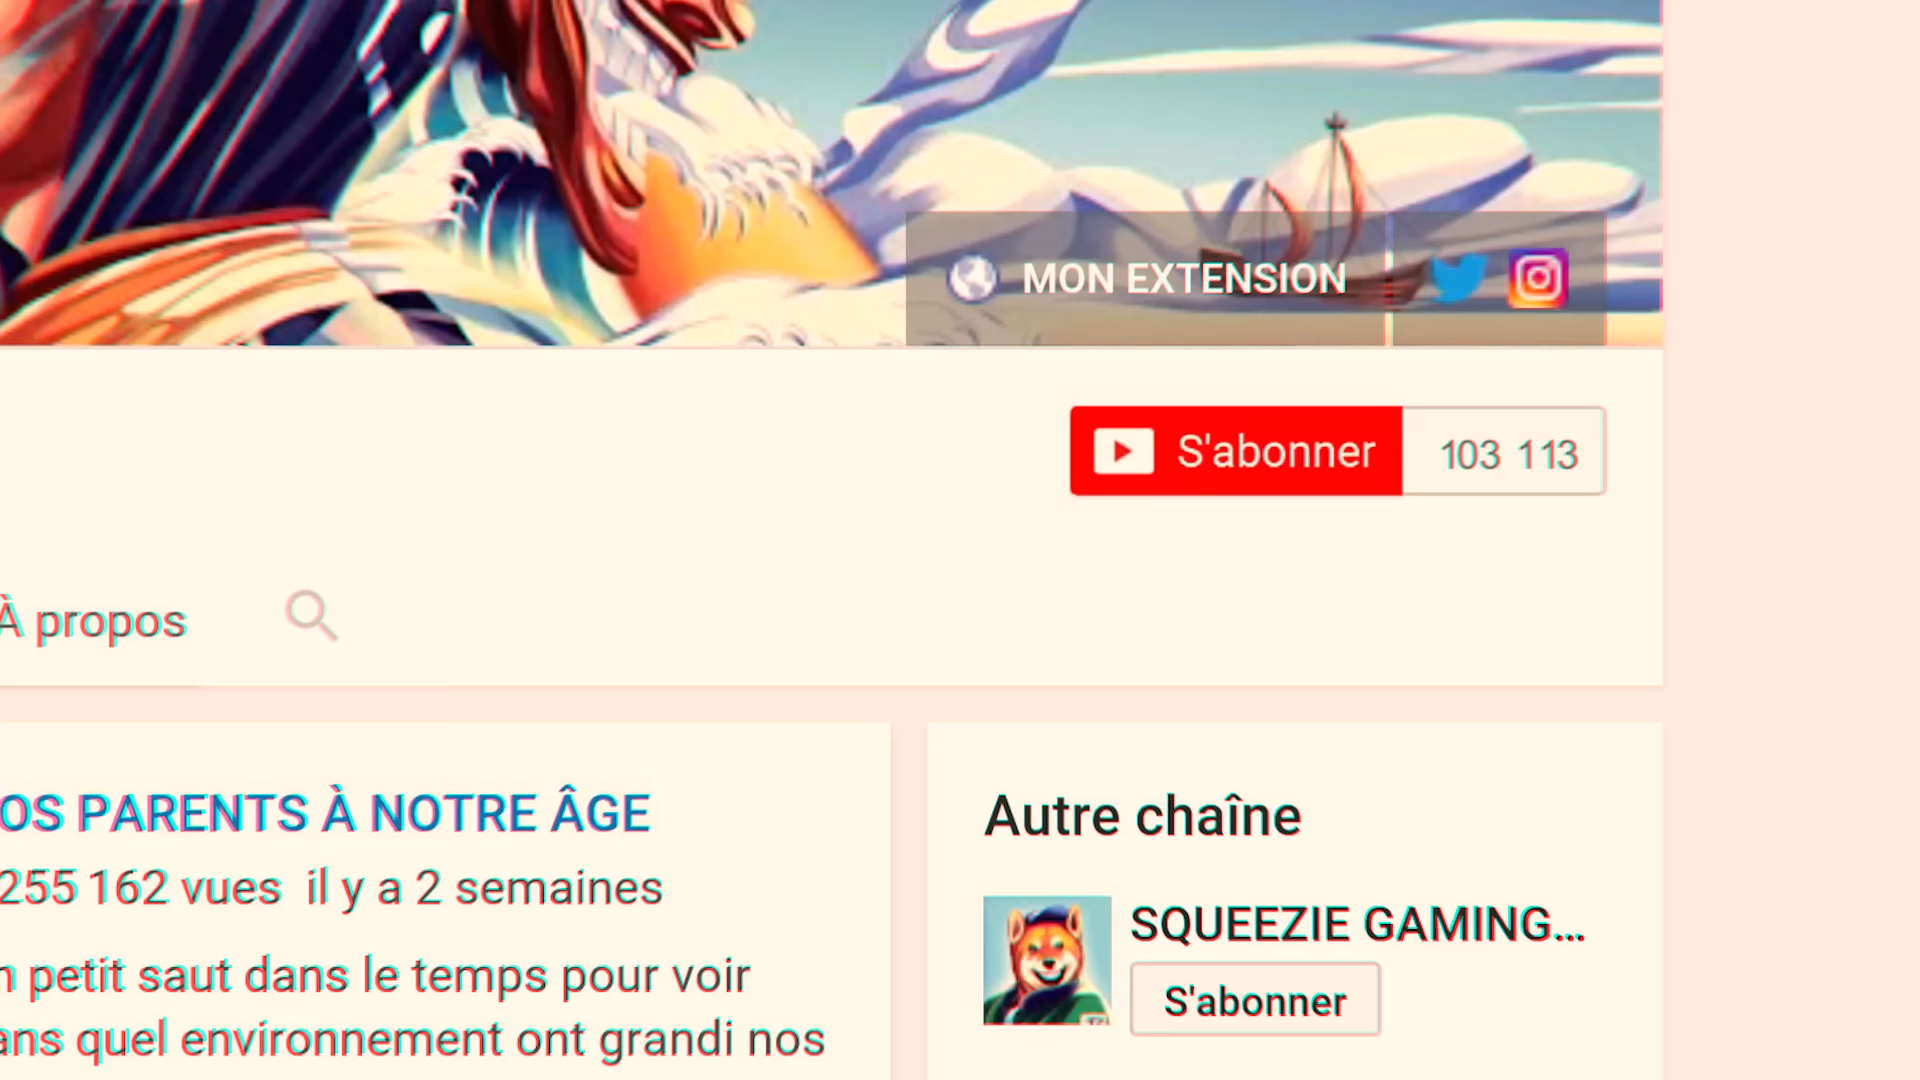 MON EXTENSION
S'abonner 103 113
À propos
OS PARENTS À NOTRE ÂGE
255 162 vues il y a 2 semaines
petit saut dans le temps pour voir
ans quel environnement ont grandi nos
Autre chaîne
SQUEEZIE GAMING...
S'abonner